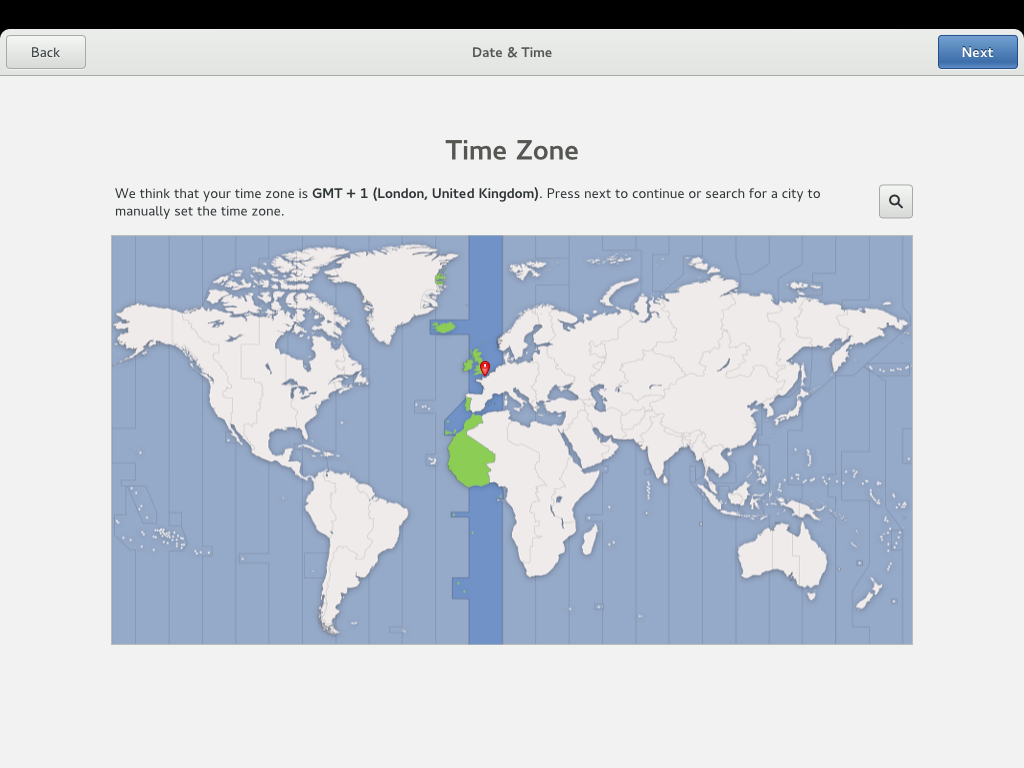 Back
Date & Time
Next
Time Zone
We think that your time zone is GMT + 1 (London, United Kingdom). Press next to continue or search for a city to
manually set the time zone.